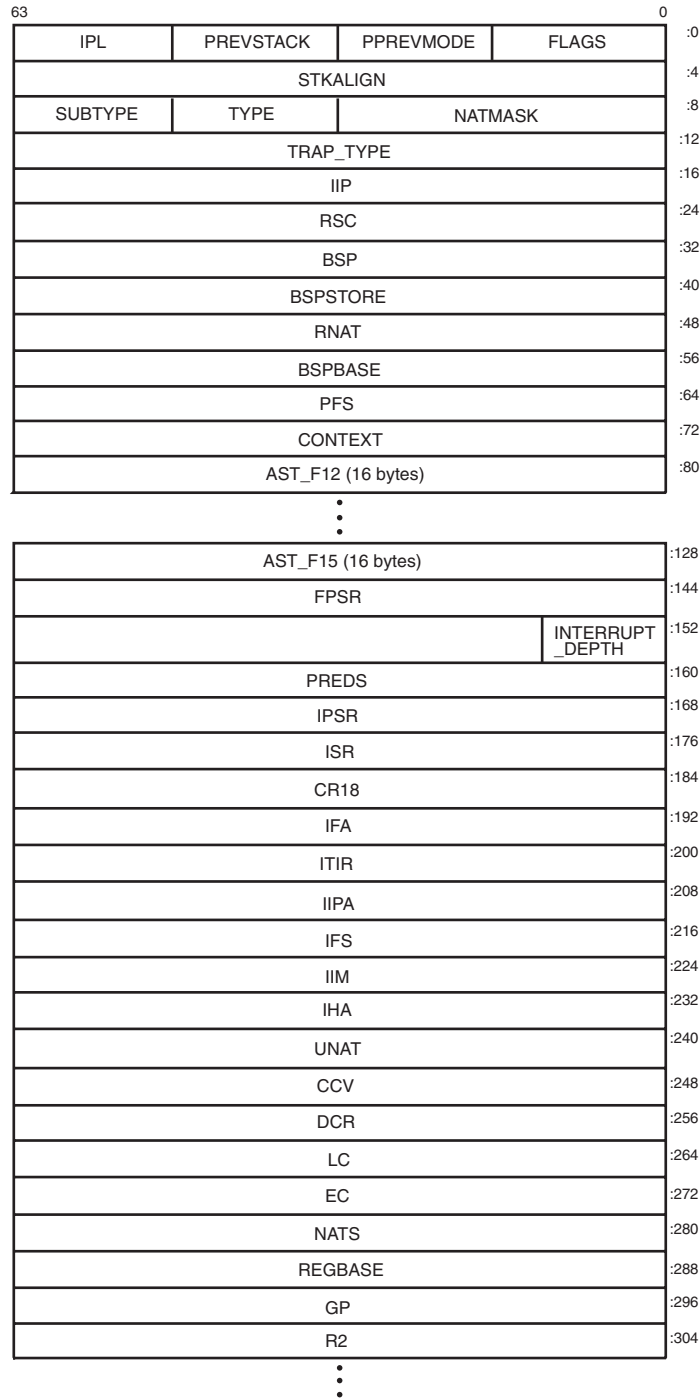 63 0
IPL PREVSTACK PPREVMODE FLAGS :0
STKALIGN :4
SUBTYPE TYPE NATMASK :8
TRAP_TYPE :12
IIP :16
RSC :24
BSP :32
BSPSTORE :40
RNAT :48
BSPBASE :56
PFS :64
CONTEXT :72
AST_F12 (16 bytes) :80
AST_F15 (16 bytes) :128
FPSR :144
INTERRUPT :152
_DEPTH
PREDS :160
IPSR :168
ISR :176
CR18 :184
IFA :192
ITIR :200
IIPA :208
IFS :216
IIM :224
IHA :232
UNAT :240
CCV :248
DCR :256
LC :264
EC :272
NATS :280
REGBASE :288
GP :296
R2 :304